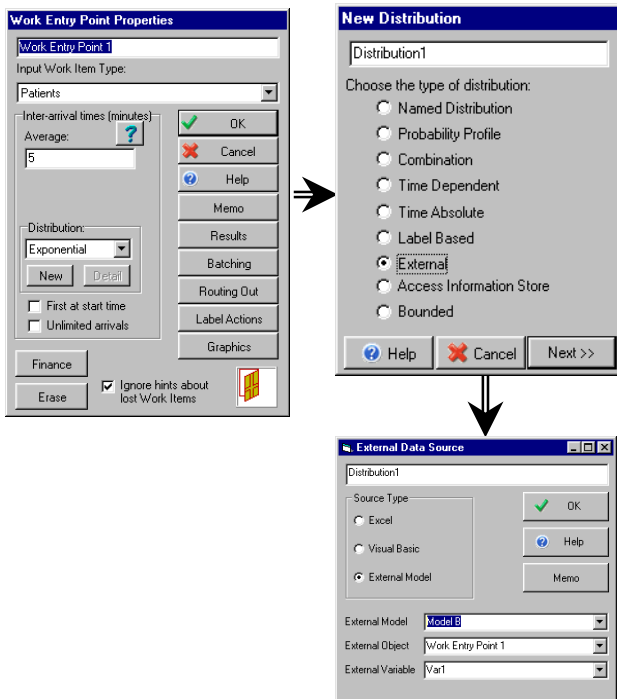 Work Entry Point Properties
Work Entry Point 1
Input Work Item Type:
Patients
Inter-arrival times (minutes)
Average:
?
5
Distribution:
Exponential
New
Detail
First at start time
Unlimited arrivals
OK
Cancel
? Help
Memo
Results
Batching
Routing Out
Label Actions
Graphics
Finance
Erase
Ignore hints about
lost Work Items
New Distribution
Distribution1
Choose the type of distribution:
Named Distribution
Probability Profile
Combination
Time Dependent
Time Absolute
Label Based
External
Access Information Store
Bounded
? Help
Cancel
Next >>
External Data Source
Distribution1
Source Type
Excel
Visual Basic
External Model
OK
? Help
Memo
External Model
Model B
External Object
Work Entry Point 1
External Variable
Var1